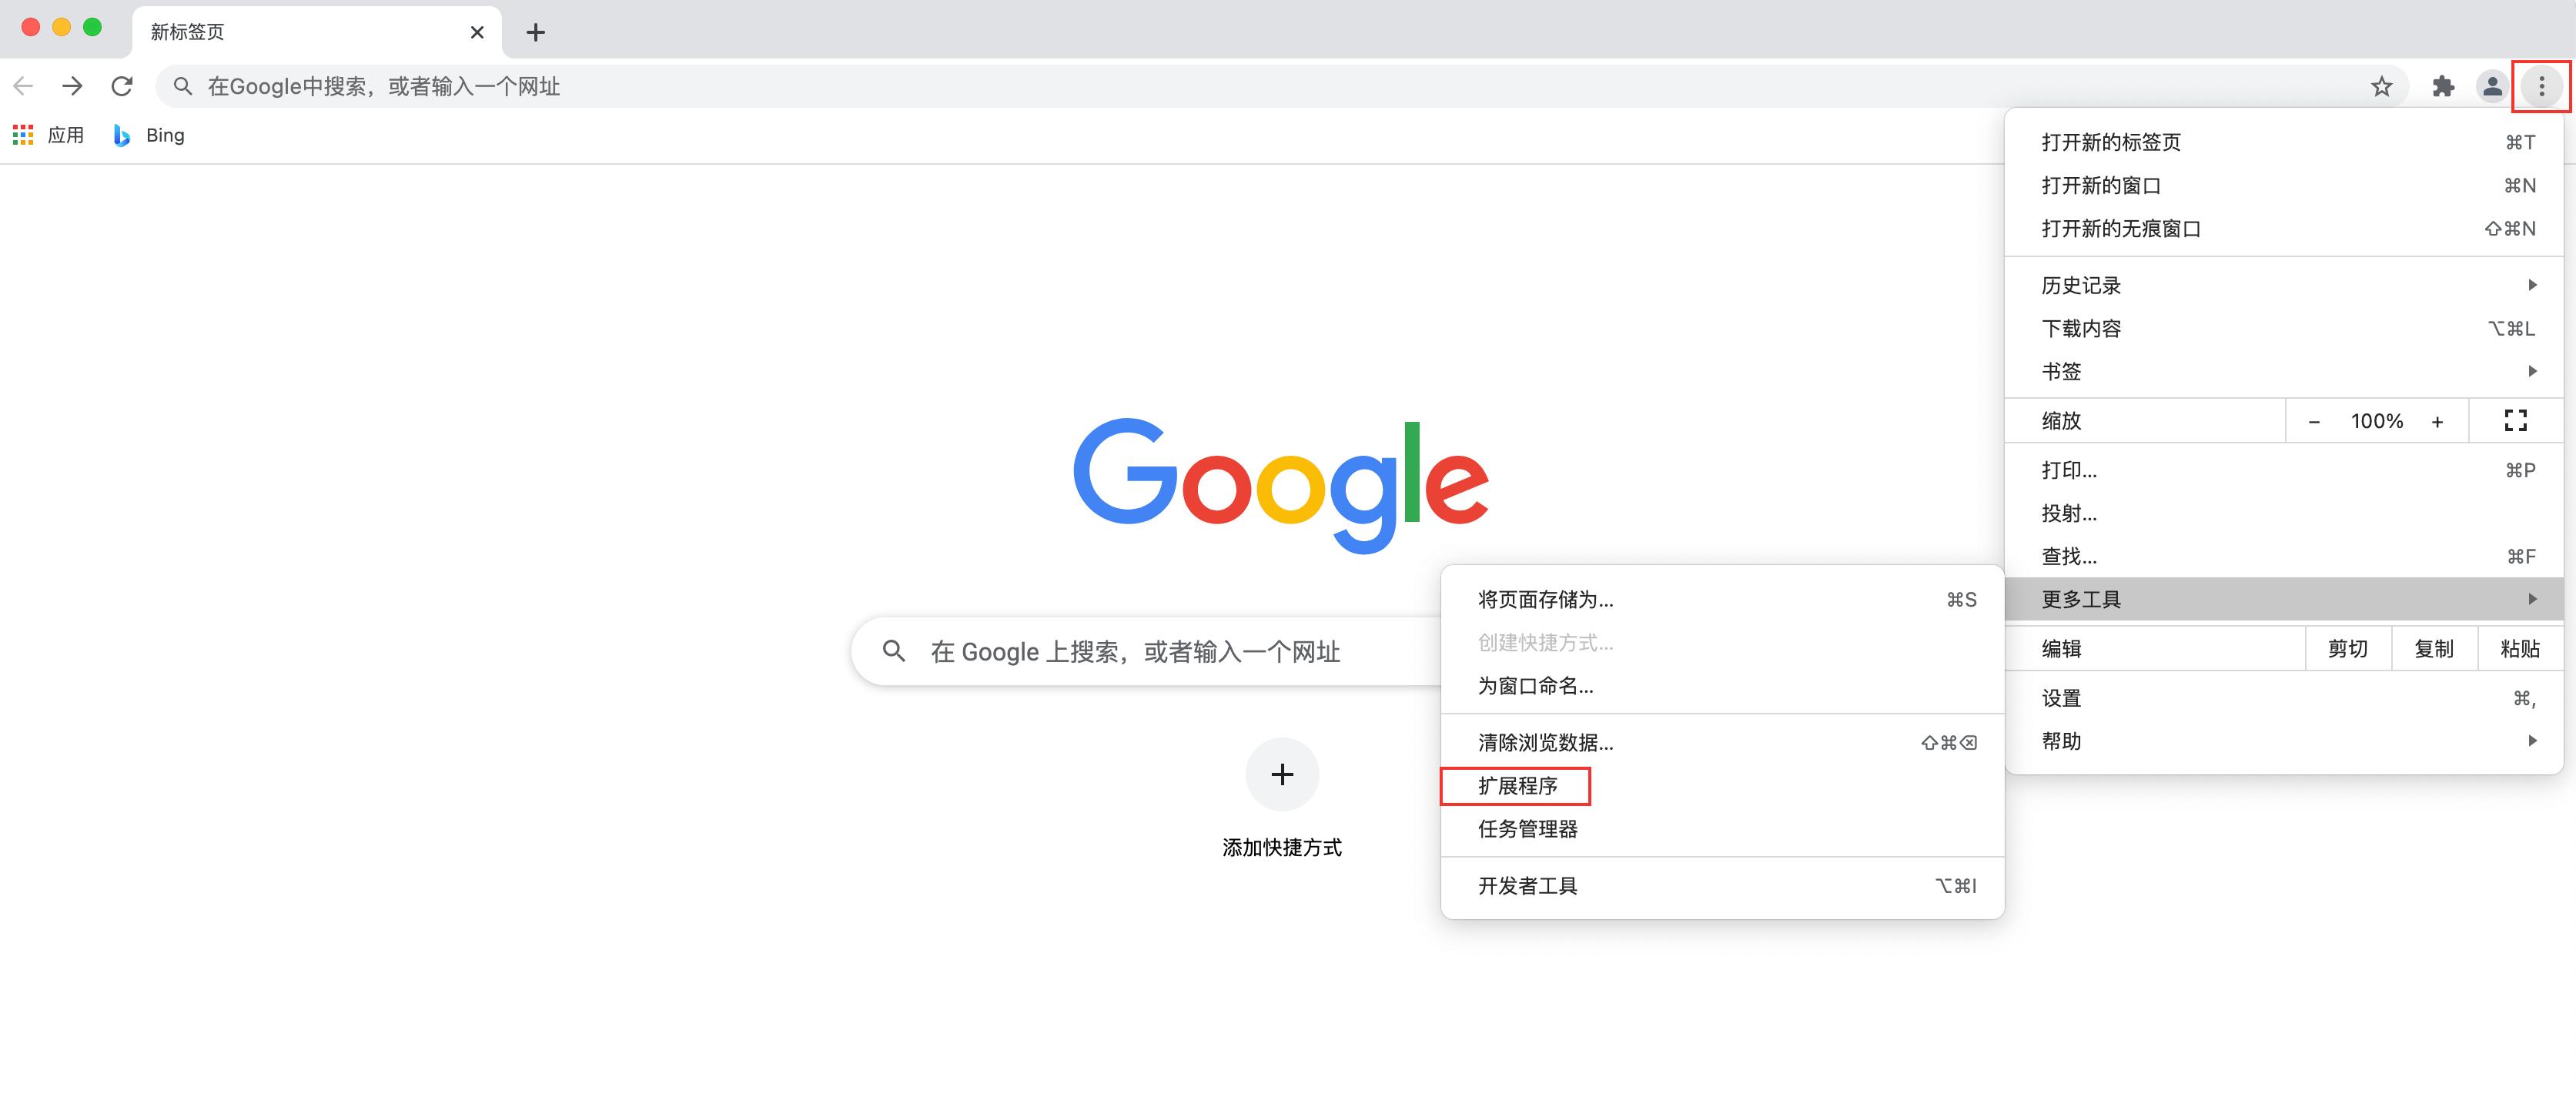 新标签页
在Google中搜索，或者输入一个网址
应用
Bing
打开新的标签页 ⌘T
打开新的窗口 ⌘N
打开新的无痕窗口 ⇧⌘N
历史记录
下载内容 ⌥⌘L
书签
缩放 − 100% +
打印... ⌘P
投射...
查找... ⌘F
更多工具
编辑 剪切 复制 粘贴
设置 ⌘,
帮助
Google
在 Google 上搜索，或者输入一个网址
添加快捷方式
将页面存储为... ⌘S
创建快捷方式...
为窗口命名...
清除浏览数据... ⇧⌘⌫
扩展程序
任务管理器
开发者工具 ⌥⌘I